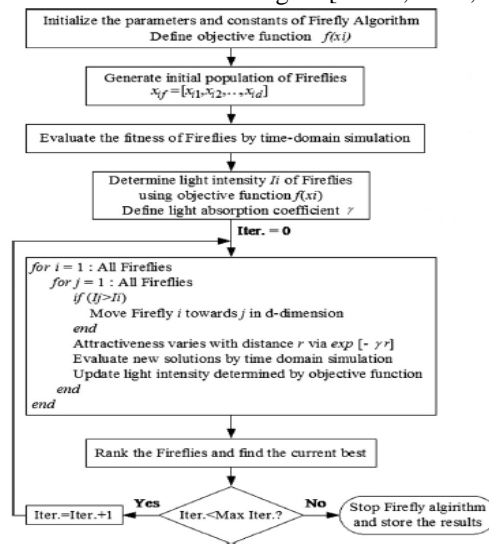 Initialize the parameters and constants of Firefly Algorithm
Define objective function f(xi)
Generate initial population of Fireflies
xif=[xi1,xi2,..,xid]
Evaluate the fitness of Fireflies by time-domain simulation
Determine light intensity Ii of Fireflies
using objective function f(xi)
Define light absorption coefficient γ
Iter. = 0
for i = 1 : All Fireflies
for j = 1 : All Fireflies
if (Ij>Ii)
Move Firefly i towards j in d-dimension
end
Attractiveness varies with distance r via exp [- γr]
Evaluate new solutions by time domain simulation
Update light intensity determined by objective function
end
end
Rank the Fireflies and find the current best
Iter.=Iter.+1
Yes
Iter.<Max Iter.?
No
Stop Firefly algirithm
and store the results